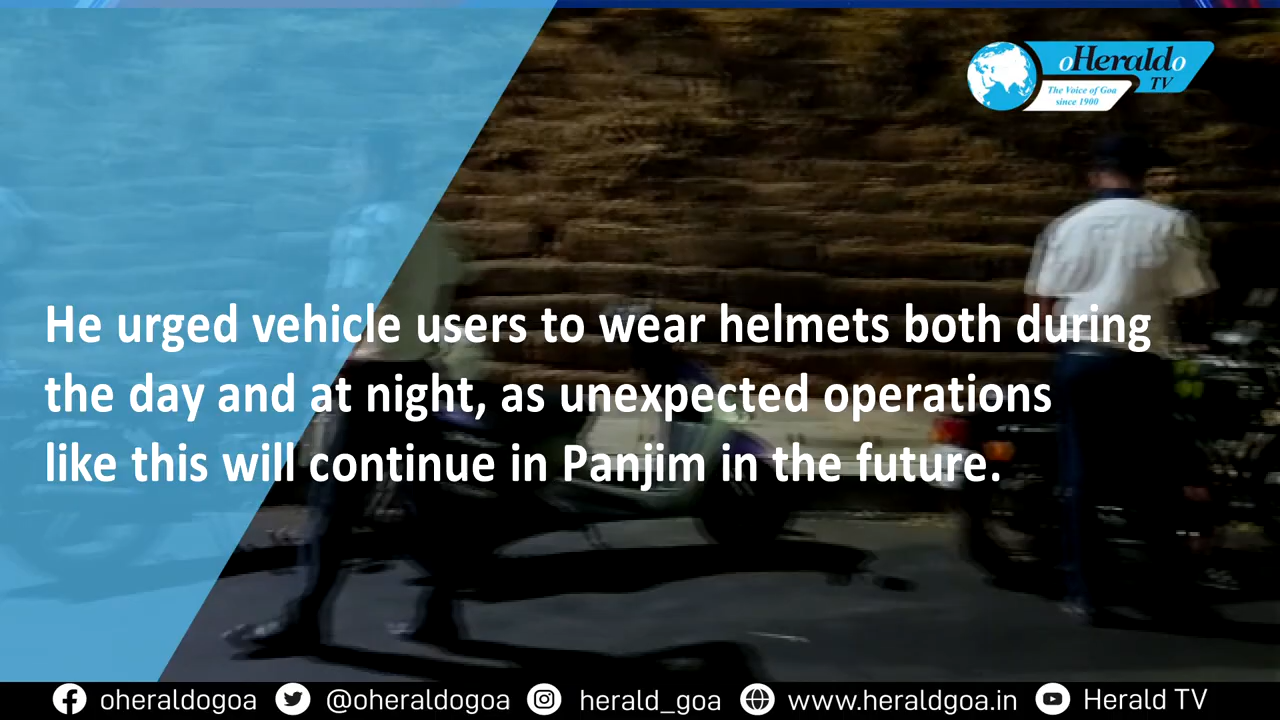 oHeraldo
TV
The Voice of Goa
since 1900
He urged vehicle users to wear helmets both during
the day and at night, as unexpected operations
like this will continue in Panjim in the future.
oheraldogoa @oheraldogoa herald_goa www.heraldgoa.in Herald TV